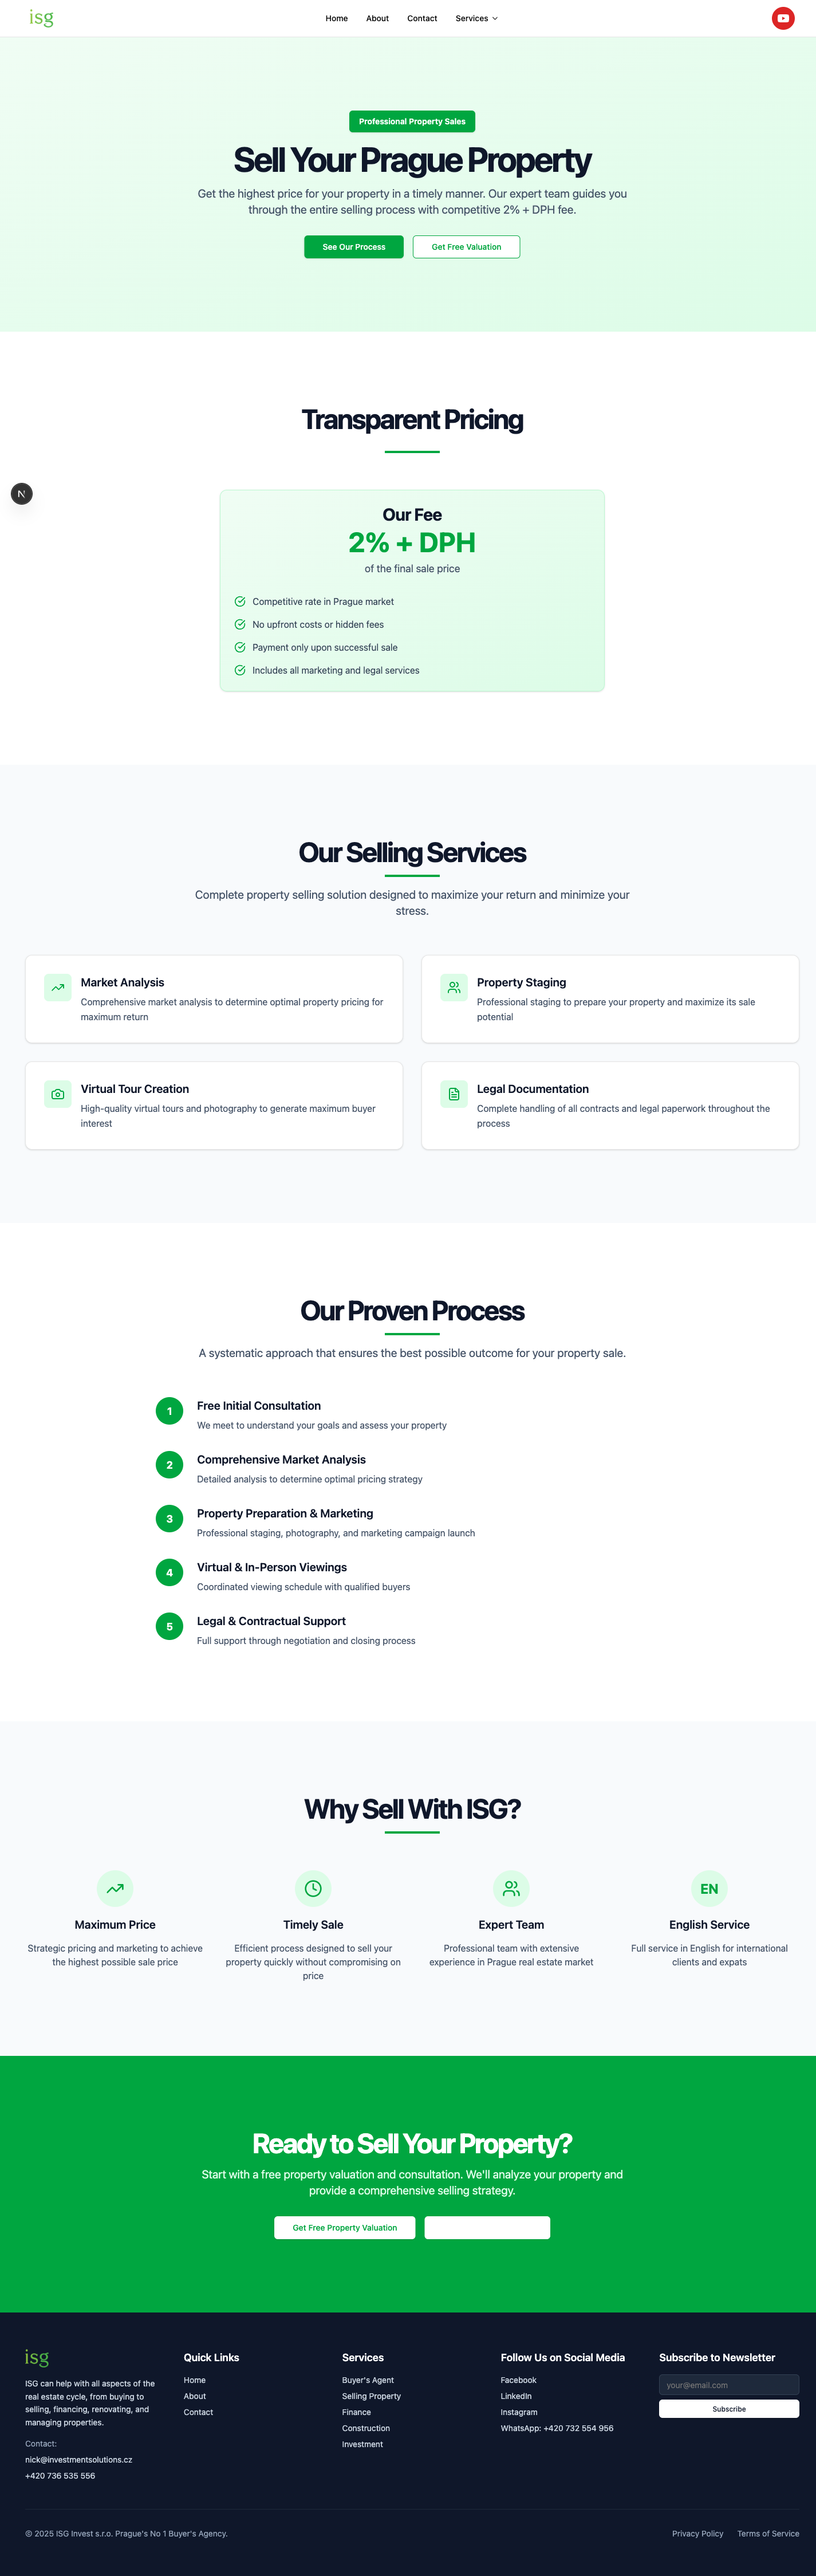 isg
Home About Contact Services
Professional Property Sales
Sell Your Prague Property
Get the highest price for your property in a timely manner. Our expert team guides you
through the entire selling process with competitive 2% + DPH fee.
See Our Process Get Free Valuation
Transparent Pricing
N
Our Fee
2% + DPH
of the final sale price
Competitive rate in Prague market
No upfront costs or hidden fees
Payment only upon successful sale
Includes all marketing and legal services
Our Selling Services
Complete property selling solution designed to maximize your return and minimize your
stress.
Market Analysis
Comprehensive market analysis to determine optimal property pricing for
maximum return
Property Staging
Professional staging to prepare your property and maximize its sale
potential
Virtual Tour Creation
High-quality virtual tours and photography to generate maximum buyer
interest
Legal Documentation
Complete handling of all contracts and legal paperwork throughout the
process
Our Proven Process
A systematic approach that ensures the best possible outcome for your property sale.
1 Free Initial Consultation
We meet to understand your goals and assess your property
2 Comprehensive Market Analysis
Detailed analysis to determine optimal pricing strategy
3 Property Preparation & Marketing
Professional staging, photography, and marketing campaign launch
4 Virtual & In-Person Viewings
Coordinated viewing schedule with qualified buyers
5 Legal & Contractual Support
Full support through negotiation and closing process
Why Sell With ISG?
Maximum Price
Strategic pricing and marketing to achieve
the highest possible sale price
Timely Sale
Efficient process designed to sell your
property quickly without compromising on
price
Expert Team
Professional team with extensive
experience in Prague real estate market
EN
English Service
Full service in English for international
clients and expats
Ready to Sell Your Property?
Start with a free property valuation and consultation. We'll analyze your property and
provide a comprehensive selling strategy.
Get Free Property Valuation
isg
ISG can help with all aspects of the
real estate cycle, from buying to
selling, financing, renovating, and
managing properties.
Contact:
nick@investmentsolutions.cz
+420 736 535 556
Quick Links
Home
About
Contact
Services
Buyer's Agent
Selling Property
Finance
Construction
Investment
Follow Us on Social Media
Facebook
LinkedIn
Instagram
WhatsApp: +420 732 554 956
Subscribe to Newsletter
your@email.com
Subscribe
© 2025 ISG Invest s.r.o. Prague's No 1 Buyer's Agency.
Privacy Policy Terms of Service